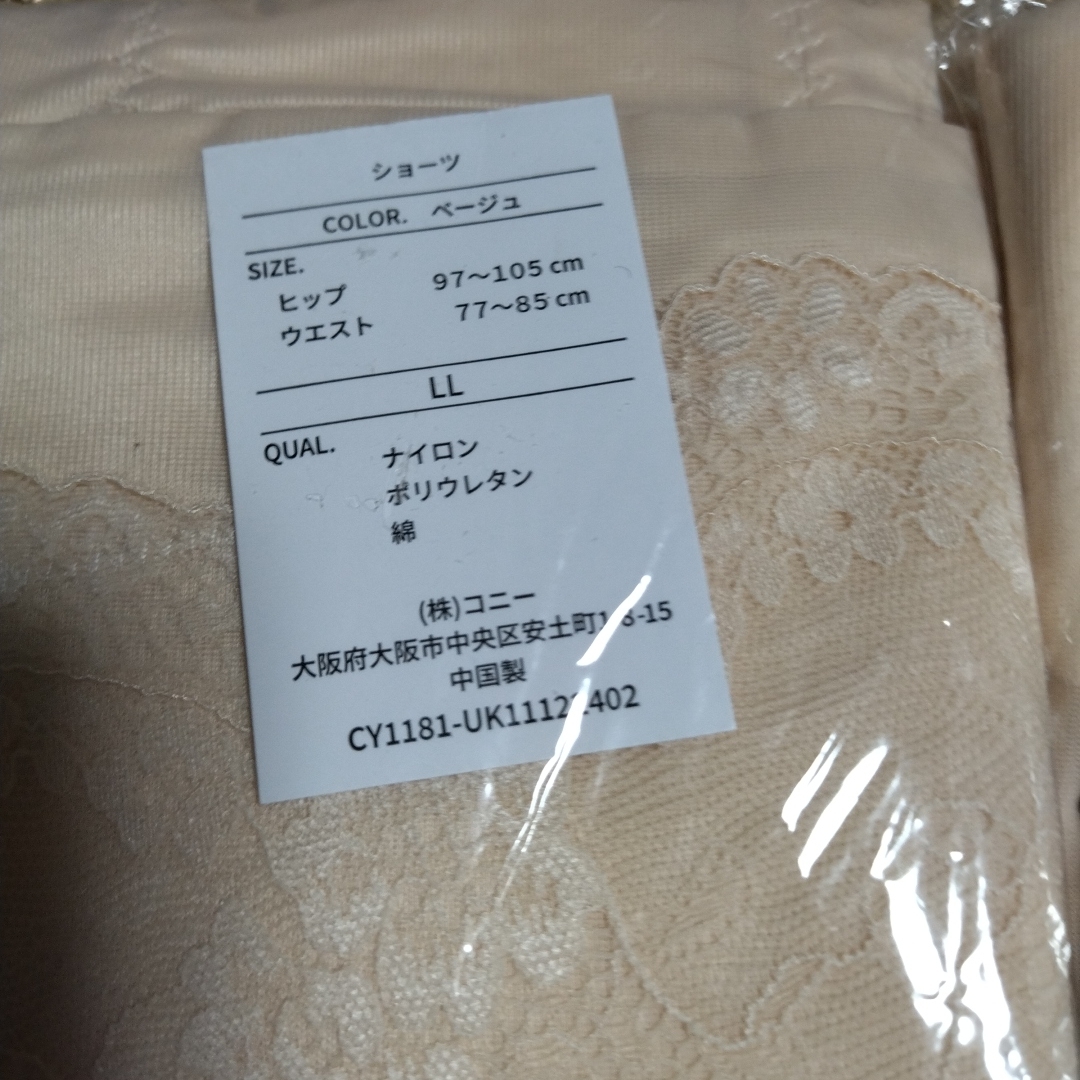 ショーツ
COLOR. ベージュ
SIZE.
ヒップ 97〜105 cm
ウエスト 77〜85 cm
LL
QUAL. ナイロン
ポリウレタン
綿
(株)コニー
大阪府大阪市中央区安土町
中国製